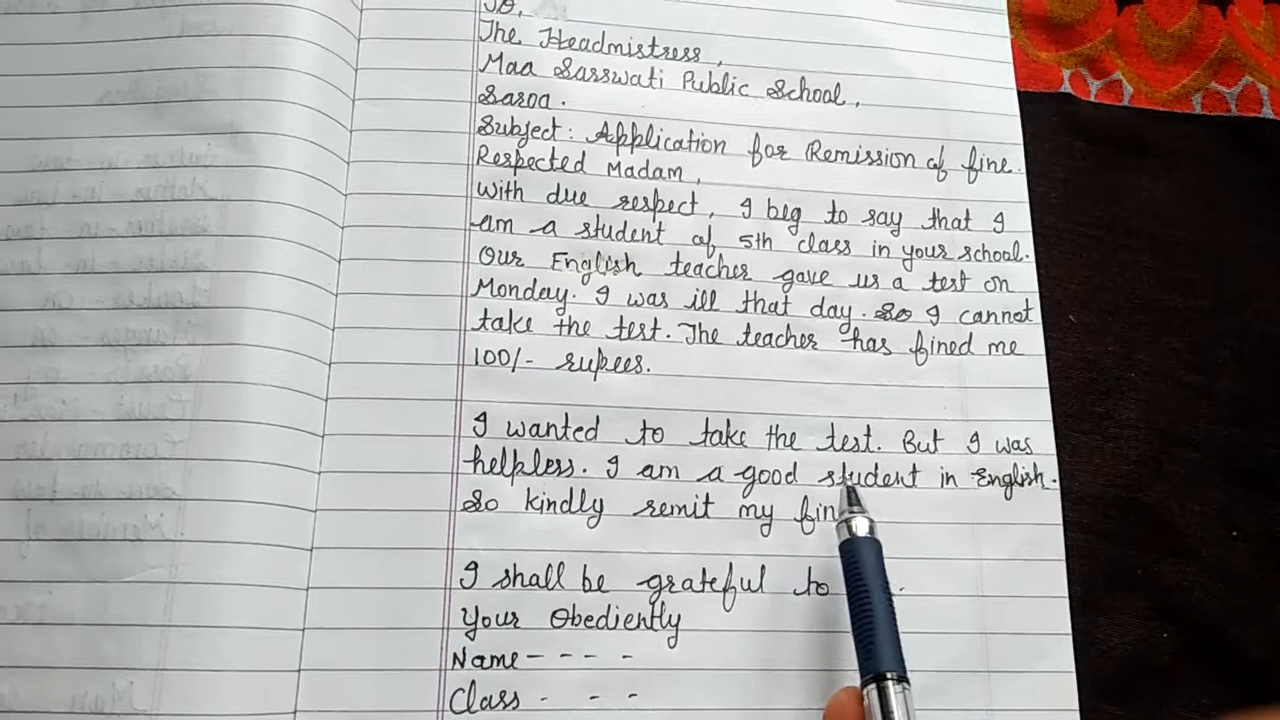 To,
The Headmistress,
Maa Sasswati Public School,
Saroa.
Subject: Application for Remission of fine.
Respected Madam,
With due respect, I beg to say that I
am a student of 5th class in your school.
Our English teacher gave us a test on
Monday. I was ill that day. So I cannot
take the test. The teacher has fined me
100/- rupees.
I wanted to take the test. But I was
helpless. I am a good student in English.
So kindly remit my fin
I shall be grateful to
Your Obediently
Name - - - -
Class - - -